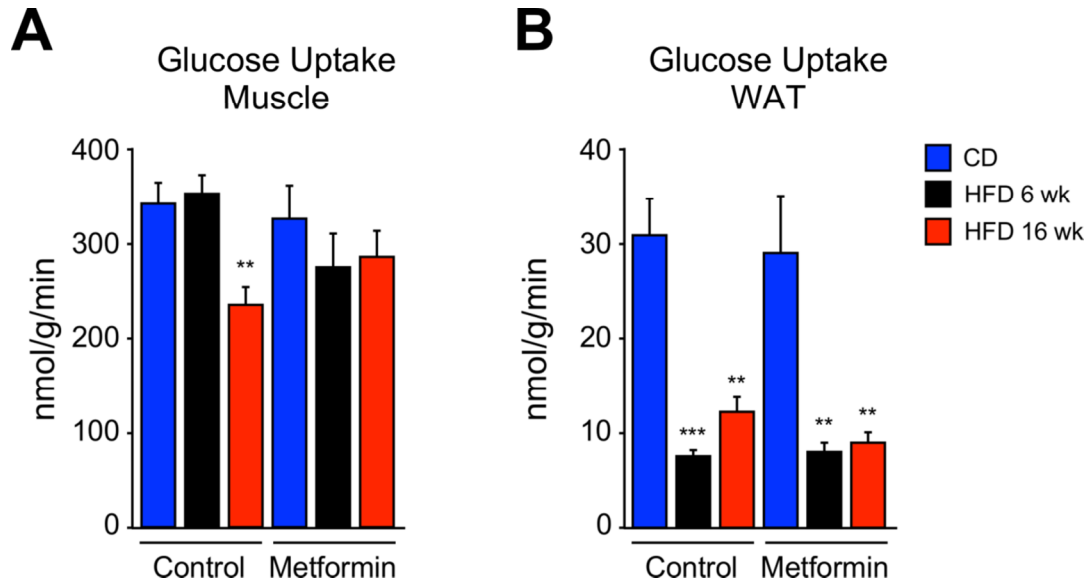 A
Glucose Uptake
Muscle
nmol/g/min
400
300
200
100
0
**
Control
Metformin
B
Glucose Uptake
WAT
nmol/g/min
40
30
20
10
0
***
**
**
**
Control
Metformin
CD
HFD 6 wk
HFD 16 wk